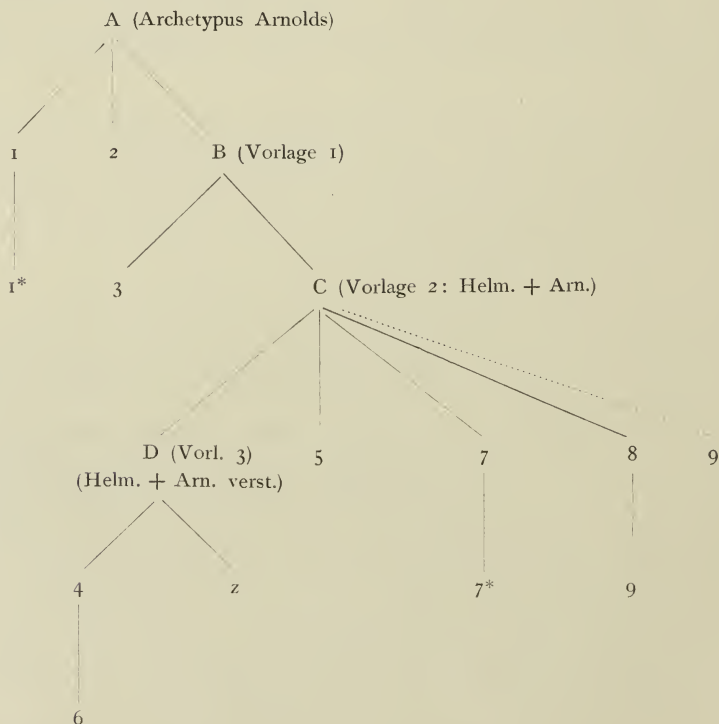 A (Archetypus Arnolds)
1 2 B (Vorlage 1)
1* 3 C (Vorlage 2: Helm. + Arn.)
D (Vorl. 3) 5 7 8 9
(Helm. + Arn. verst.)
4 z 7* 9
6